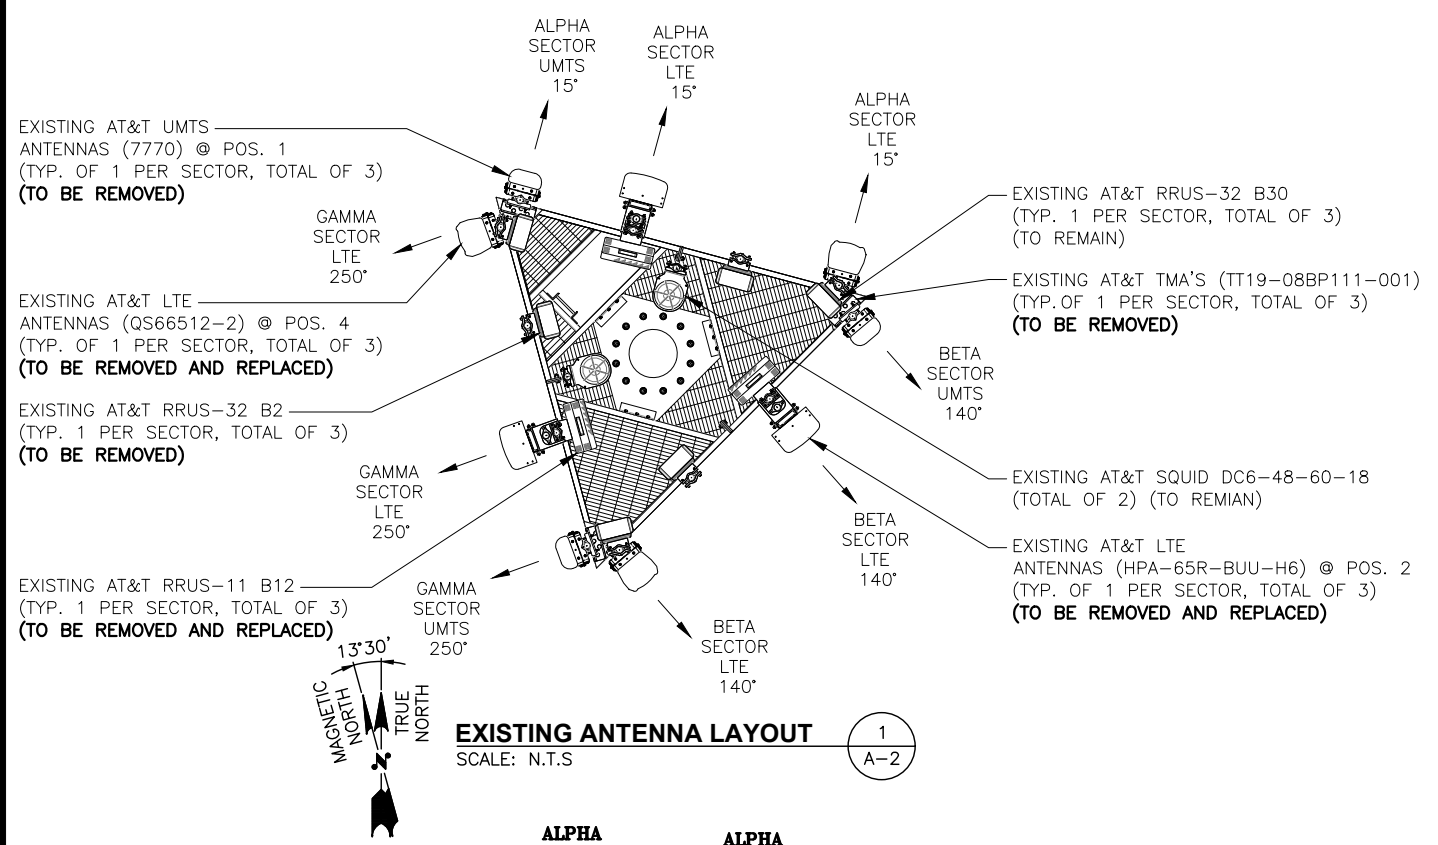 ALPHA
SECTOR
UMTS
15°
ALPHA
SECTOR
LTE
15°
ALPHA
SECTOR
LTE
15°
EXISTING AT&T UMTS
ANTENNAS (7770) @ POS. 1
(TYP. OF 1 PER SECTOR, TOTAL OF 3)
(TO BE REMOVED)
GAMMA
SECTOR
LTE
250°
EXISTING AT&T LTE
ANTENNAS (QS66512-2) @ POS. 4
(TYP. OF 1 PER SECTOR, TOTAL OF 3)
(TO BE REMOVED AND REPLACED)
EXISTING AT&T RRUS-32 B2
(TYP. 1 PER SECTOR, TOTAL OF 3)
(TO BE REMOVED)
GAMMA
SECTOR
LTE
250°
EXISTING AT&T RRUS-11 B12
(TYP. 1 PER SECTOR, TOTAL OF 3)
(TO BE REMOVED AND REPLACED)
GAMMA
SECTOR
UMTS
250°
EXISTING AT&T RRUS-32 B30
(TYP. 1 PER SECTOR, TOTAL OF 3)
(TO REMAIN)
EXISTING AT&T TMA'S (TT19-08BP111-001)
(TYP.OF 1 PER SECTOR, TOTAL OF 3)
(TO BE REMOVED)
BETA
SECTOR
UMTS
140°
EXISTING AT&T SQUID DC6-48-60-18
(TOTAL OF 2) (TO REMIAN)
BETA
SECTOR
LTE
140°
EXISTING AT&T LTE
ANTENNAS (HPA-65R-BUU-H6) @ POS. 2
(TYP. OF 1 PER SECTOR, TOTAL OF 3)
(TO BE REMOVED AND REPLACED)
BETA
SECTOR
LTE
140°
13°30'
MAGNETIC
NORTH
TRUE
NORTH
N
EXISTING ANTENNA LAYOUT
SCALE: N.T.S
1
A-2
ALPHA
ALPHA